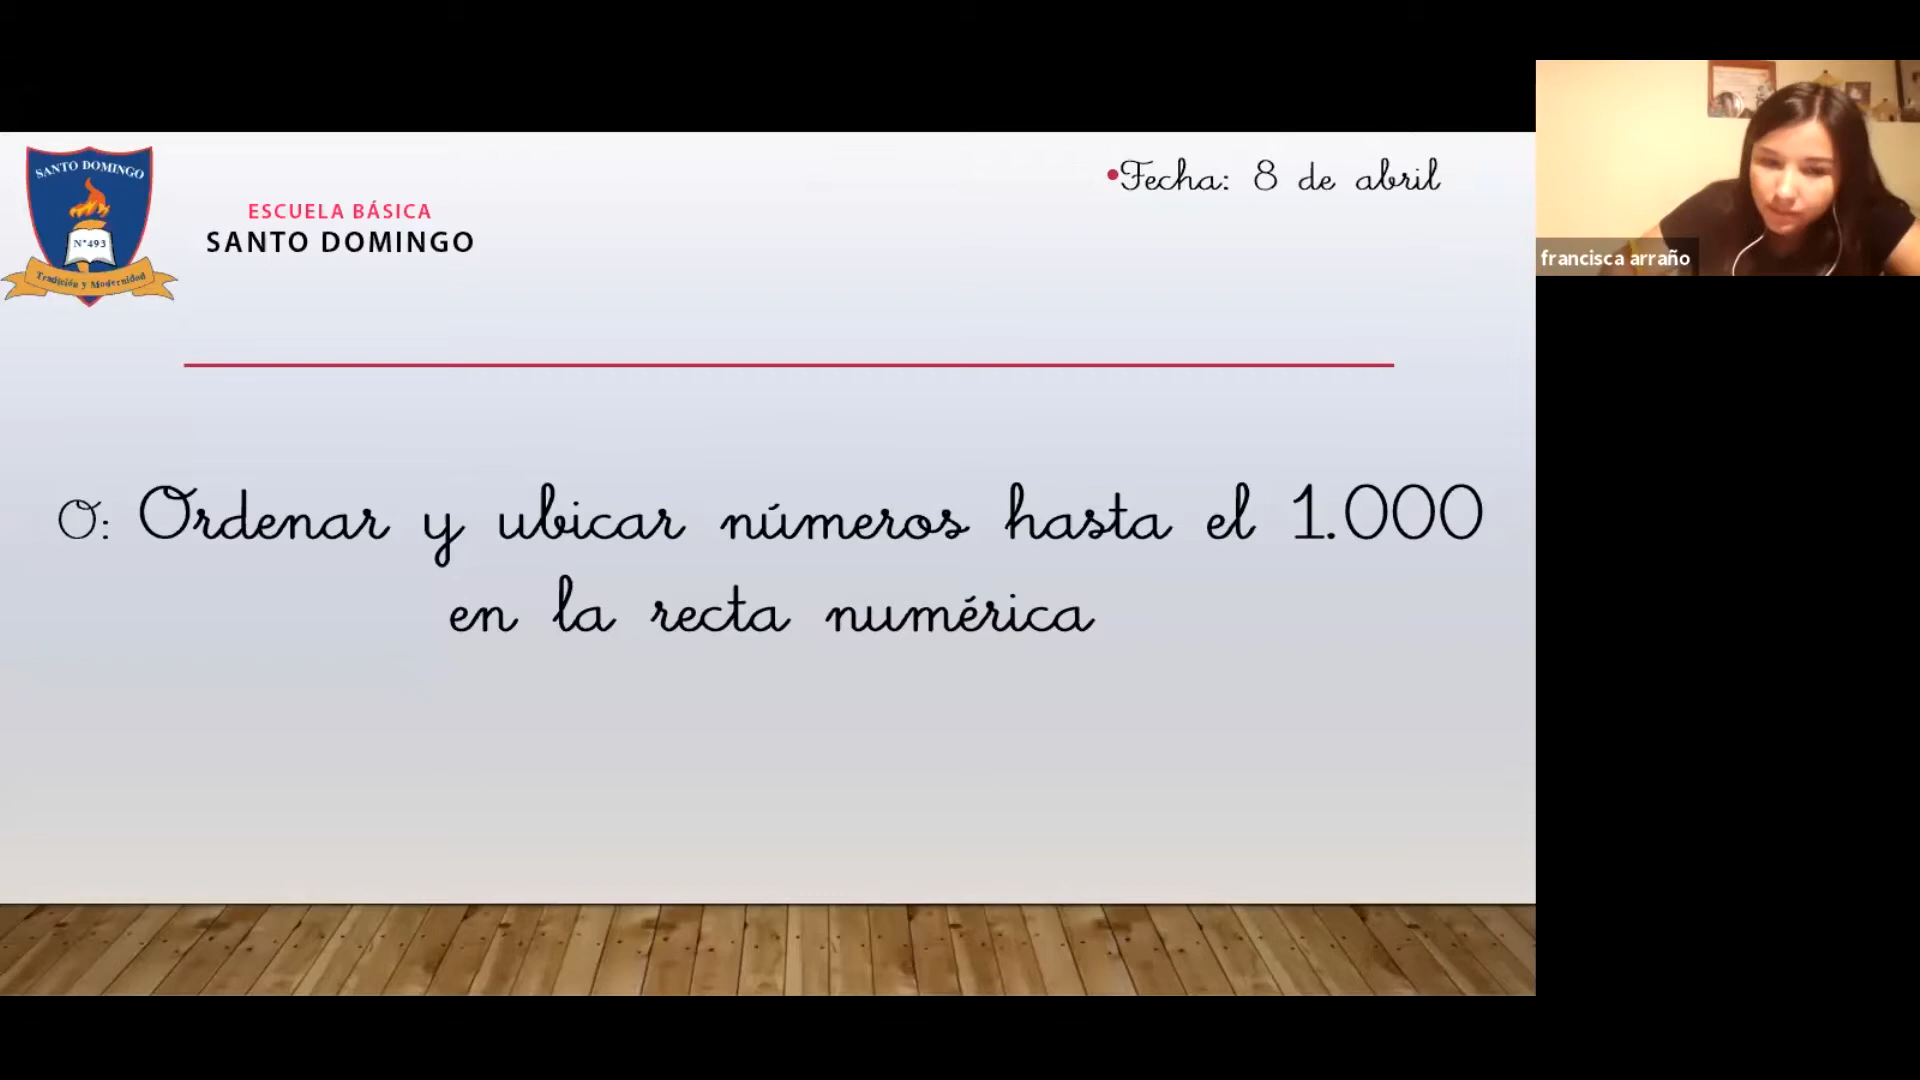 SANTO DOMINGO
N°493
Tradición y Modernidad
ESCUELA BÁSICA
SANTO DOMINGO
•Fecha: 8 de abril
O: Ordenar y ubicar números hasta el 1.000
en la recta numérica
francisca arraño